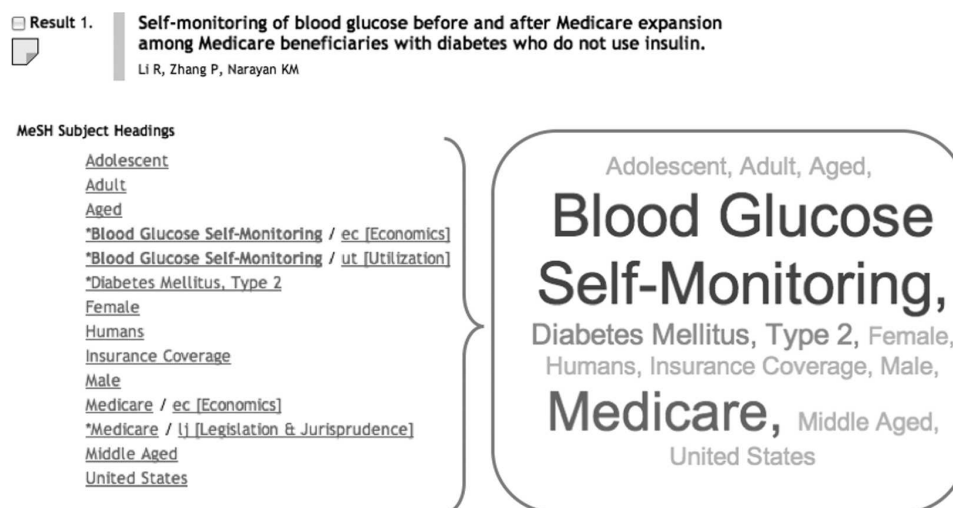 Result 1.
Self-monitoring of blood glucose before and after Medicare expansion
among Medicare beneficiaries with diabetes who do not use insulin.
Li R, Zhang P, Narayan KM
MeSH Subject Headings
Adolescent
Adult
Aged
*Blood Glucose Self-Monitoring / ec [Economics]
*Blood Glucose Self-Monitoring / ut [Utilization]
*Diabetes Mellitus, Type 2
Female
Humans
Insurance Coverage
Male
Medicare / ec [Economics]
*Medicare / lj [Legislation & Jurisprudence]
Middle Aged
United States
Adolescent, Adult, Aged,
Blood Glucose
Self-Monitoring,
Diabetes Mellitus, Type 2, Female,
Humans, Insurance Coverage, Male,
Medicare, Middle Aged,
United States